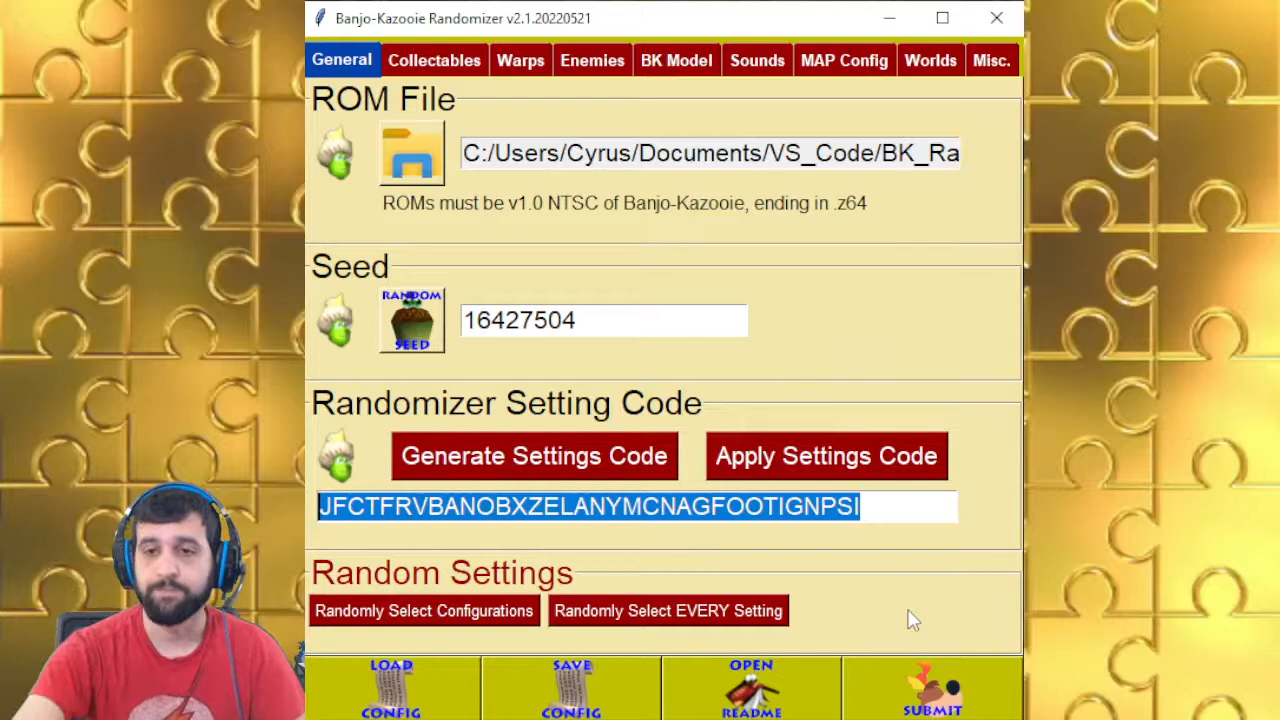 Banjo-Kazooie Randomizer v2.1.20220521
General Collectables Warps Enemies BK Model Sounds MAP Config Worlds Misc.
ROM File
C:/Users/Cyrus/Documents/VS_Code/BK_Ra
ROMs must be v1.0 NTSC of Banjo-Kazooie, ending in .z64
Seed
RANDOM
SEED
16427504
Randomizer Setting Code
Generate Settings Code Apply Settings Code
JFCTFRVBANOBXZELANYMCNAGFOOTIGNPSI
Random Settings
Randomly Select Configurations Randomly Select EVERY Setting
LOAD CONFIG
SAVE CONFIG
OPEN README
SUBMIT